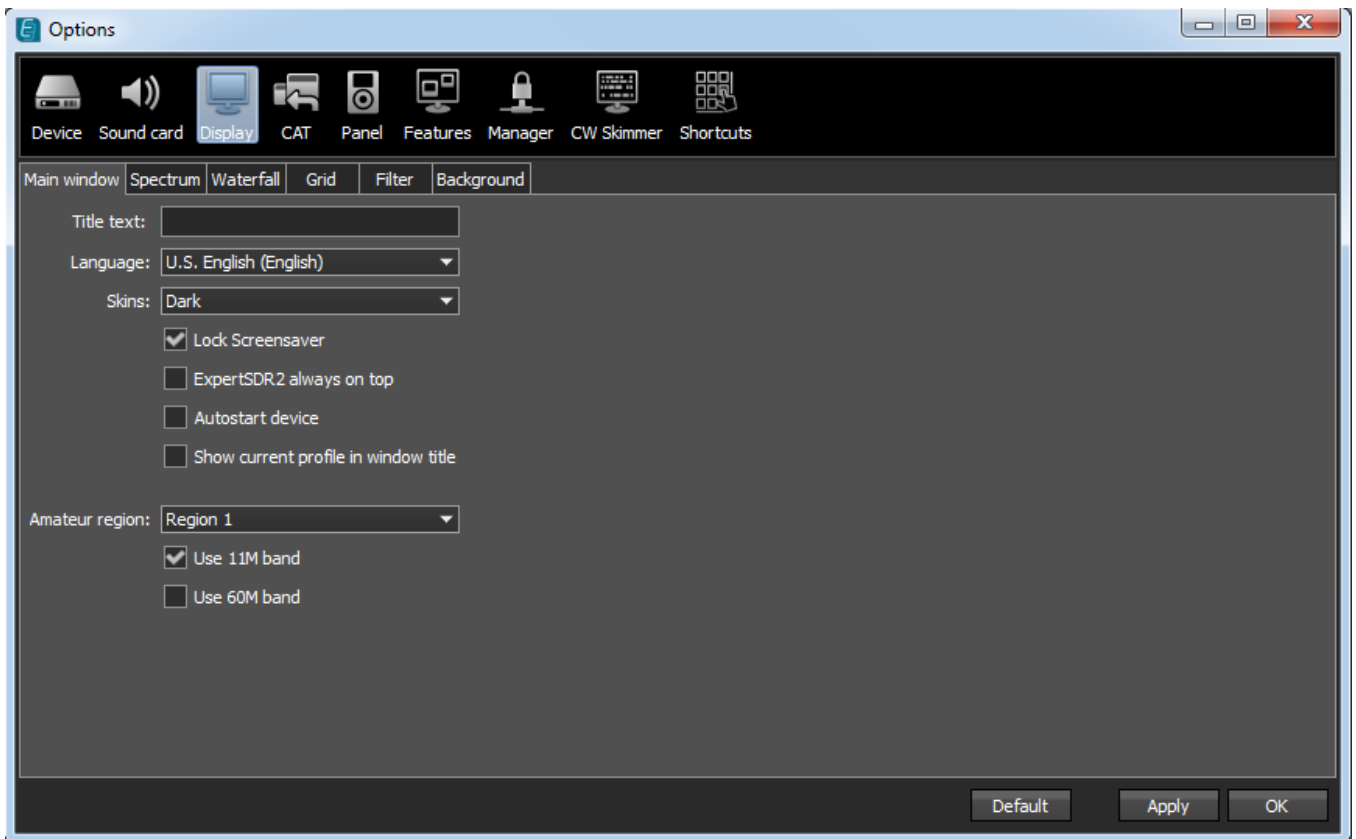 Options
Device Sound card Display CAT Panel Features Manager CW Skimmer Shortcuts
Main window Spectrum Waterfall Grid Filter Background
Title text:
Language: U.S. English (English)
Skins: Dark
Lock Screensaver
ExpertSDR2 always on top
Autostart device
Show current profile in window title
Amateur region: Region 1
Use 11M band
Use 60M band
Default Apply OK